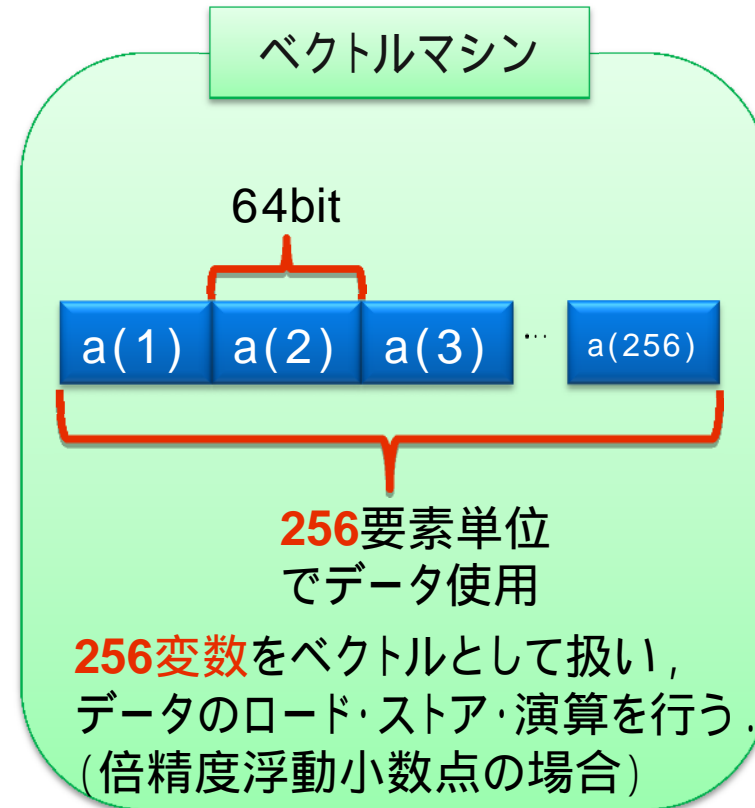 ベクトルマシン
64bit
a(1) a(2) a(3) … a(256)
256要素単位
でデータ使用
256変数をベクトルとして扱い,
データのロード・ストア・演算を行う.
(倍精度浮動小数点の場合)